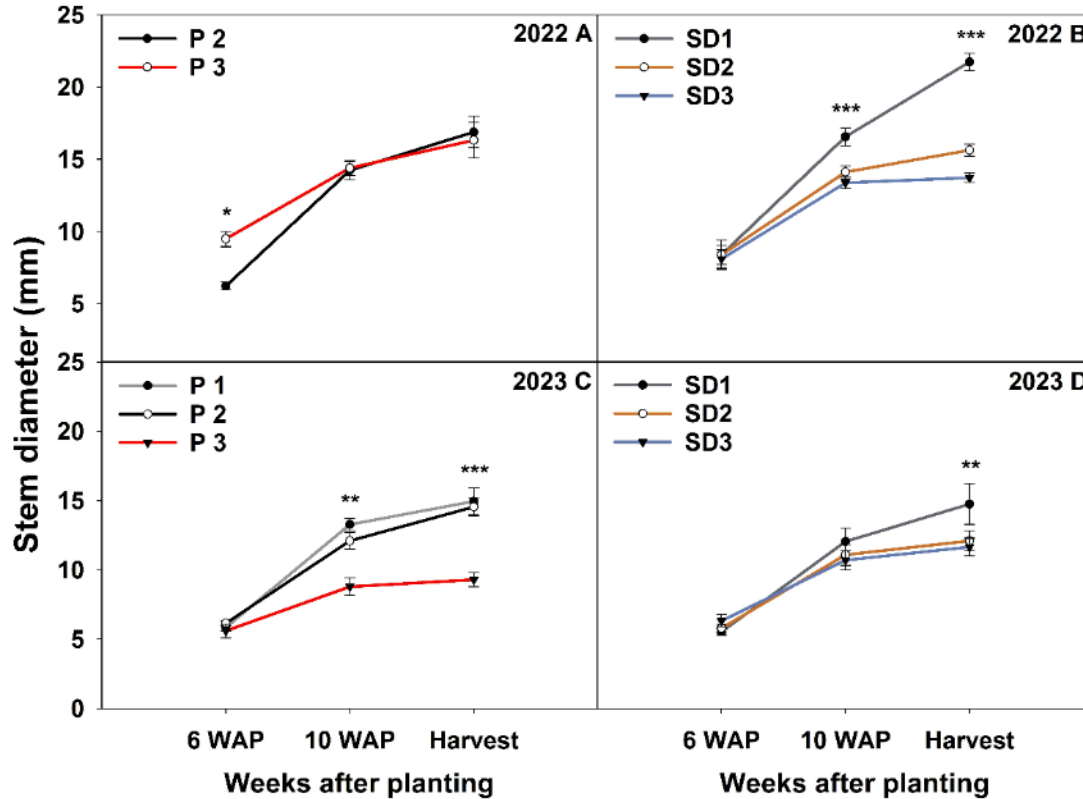 Stem diameter (mm)
25
20
15
10
5
P 2
P 3
2022 A
*
SD1
SD2
SD3
2022 B
***
***
25
20
15
10
5
0
P 1
P 2
P 3
2023 C
**
***
SD1
SD2
SD3
2023 D
**
6 WAP 10 WAP Harvest
6 WAP 10 WAP Harvest
Weeks after planting
Weeks after planting